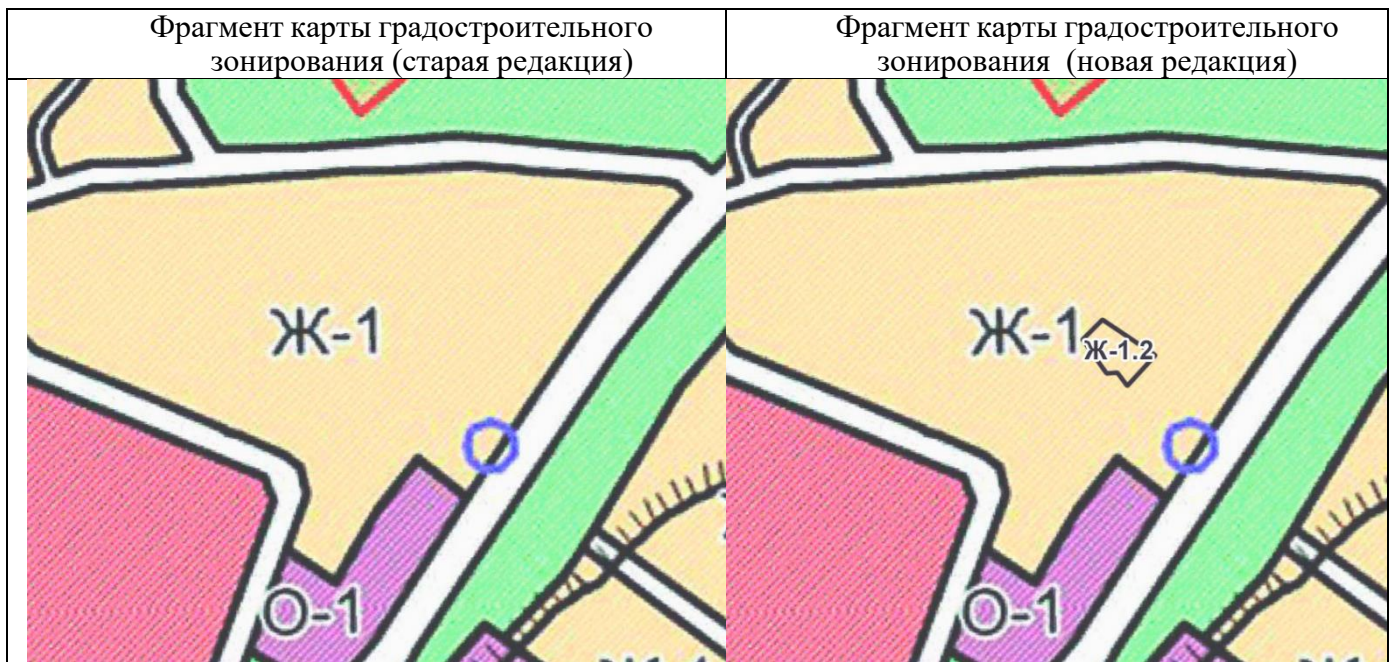 Фрагмент карты градостроительного
зонирования (старая редакция)
Фрагмент карты градостроительного
зонирования (новая редакция)
Ж-1
О-1
Ж-1
Ж-1.2
О-1